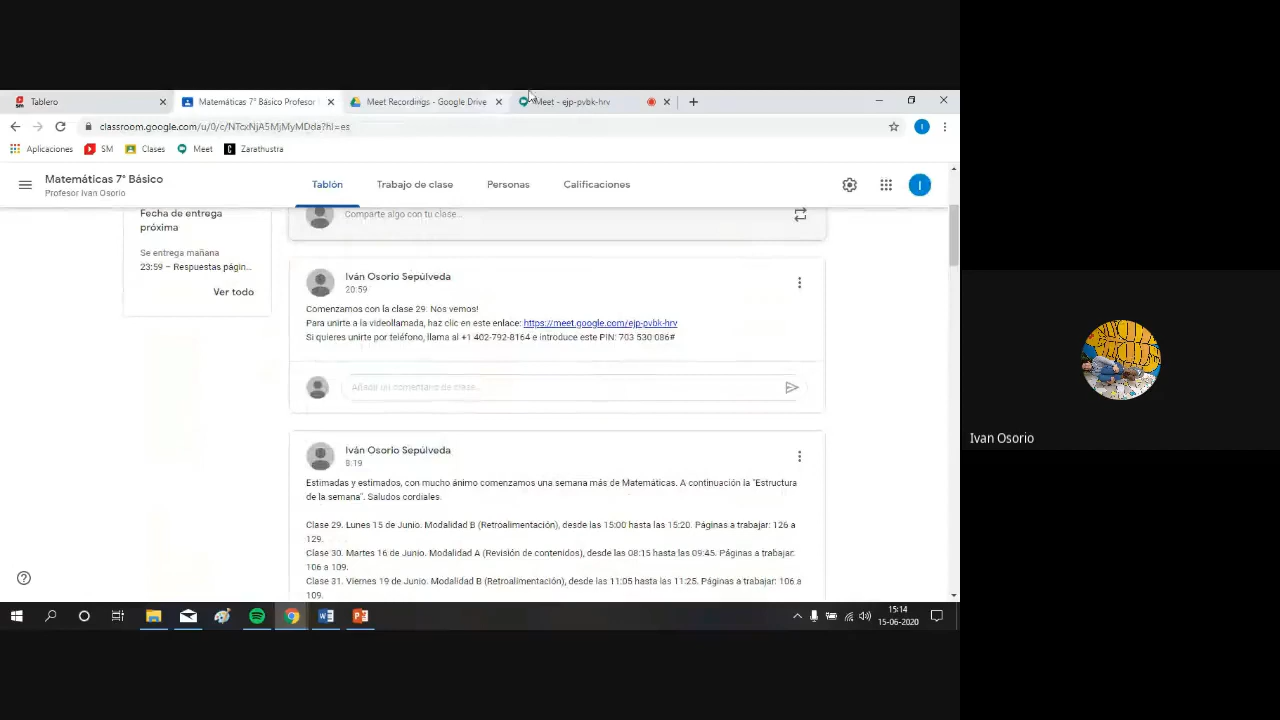 Tablero
Matemáticas 7° Básico Profesor
Meet Recordings - Google Drive
Meet - ejp-pvbk-hrv
classroom.google.com/u/0/c/NTcxNjA5MjMyMDda?hl=es
Aplicaciones
SM
Clases
Meet
Zarathustra
Matemáticas 7° Básico
Profesor Ivan Osorio
Tablón
Trabajo de clase
Personas
Calificaciones
Fecha de entrega
próxima
Se entrega mañana
23:59 – Respuestas págin...
Ver todo
Comparte algo con tu clase...
Iván Osorio Sepúlveda
20:59
Comenzamos con la clase 29: Nos vemos!
Para unirte a la videollamada, haz clic en este enlace: https://meet.google.com/ejp-pvbk-hrv
Si quieres unirte por teléfono, llama al +1 402-792-8164 e introduce este PIN: 703 530 086#
Añadir un comentario de clase...
Iván Osorio Sepúlveda
8:19
Estimadas y estimados, con mucho ánimo comenzamos una semana más de Matemáticas. A continuación la "Estructura
de la semana". Saludos cordiales.
Clase 29. Lunes 15 de Junio. Modalidad B (Retroalimentación), desde las 15:00 hasta las 15:20. Páginas a trabajar: 126 a
129.
Clase 30. Martes 16 de Junio. Modalidad A (Revisión de contenidos), desde las 08:15 hasta las 09:45. Páginas a trabajar:
106 a 109.
Clase 31. Viernes 19 de Junio. Modalidad B (Retroalimentación), desde las 11:05 hasta las 11:25. Páginas a trabajar: 106 a
109.
15:14
15-06-2020
Ivan Osorio